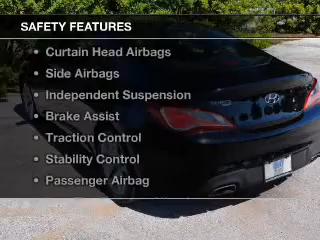 SAFETY FEATURES
• Curtain Head Airbags
• Side Airbags
• Independent Suspension
• Brake Assist
• Traction Control
• Stability Control
• Passenger Airbag